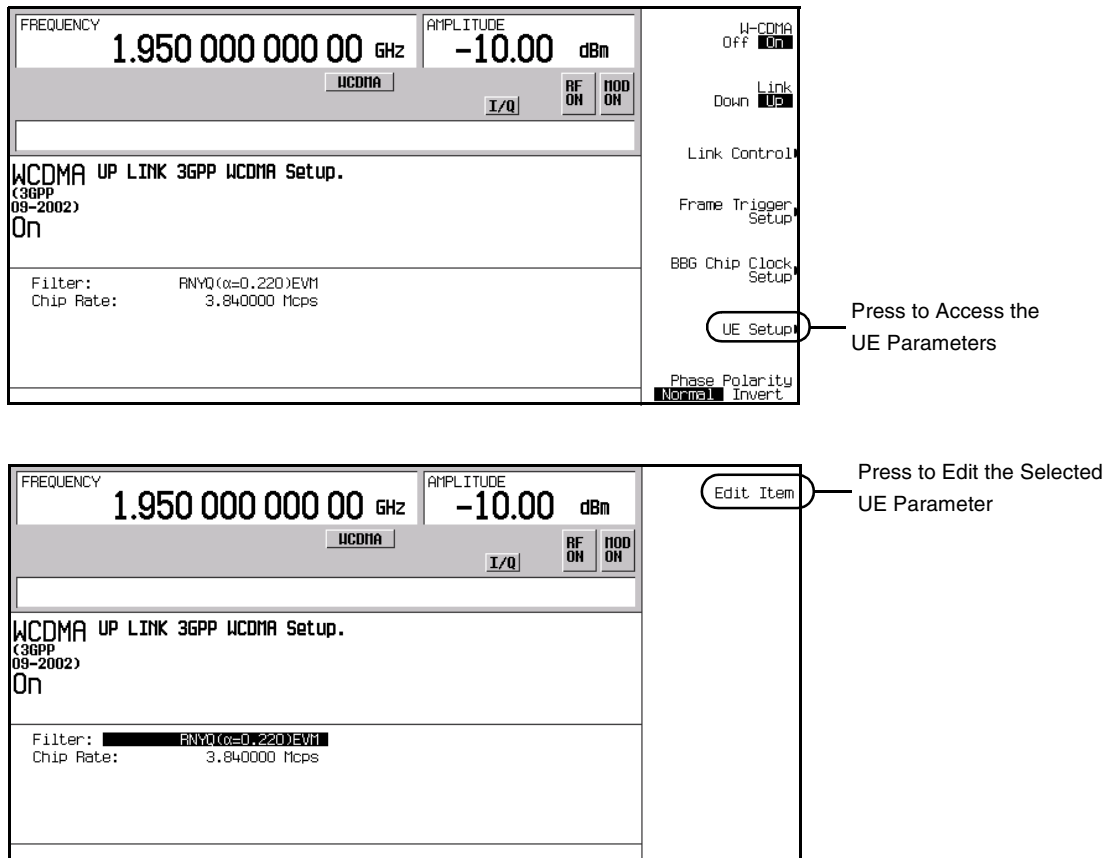 FREQUENCY
1.950 000 000 00 GHz
AMPLITUDE
-10.00 dBm
WCDMA
I/Q
RF ON
MOD ON
WCDMA UP LINK 3GPP WCDMA Setup.
(3GPP
09-2002)
On
Filter: RNYQ(α=0.220)EVM
Chip Rate: 3.840000 Mcps
W-CDMA
Off On
Link
Down Up
Link Control
Frame Trigger
Setup
BBG Chip Clock
Setup
UE Setup
Phase Polarity
Normal Invert
Press to Access the
UE Parameters
FREQUENCY
1.950 000 000 00 GHz
AMPLITUDE
-10.00 dBm
WCDMA
I/Q
RF ON
MOD ON
WCDMA UP LINK 3GPP WCDMA Setup.
(3GPP
09-2002)
On
Filter: RNYQ(α=0.220)EVM
Chip Rate: 3.840000 Mcps
Edit Item
Press to Edit the Selected
UE Parameter